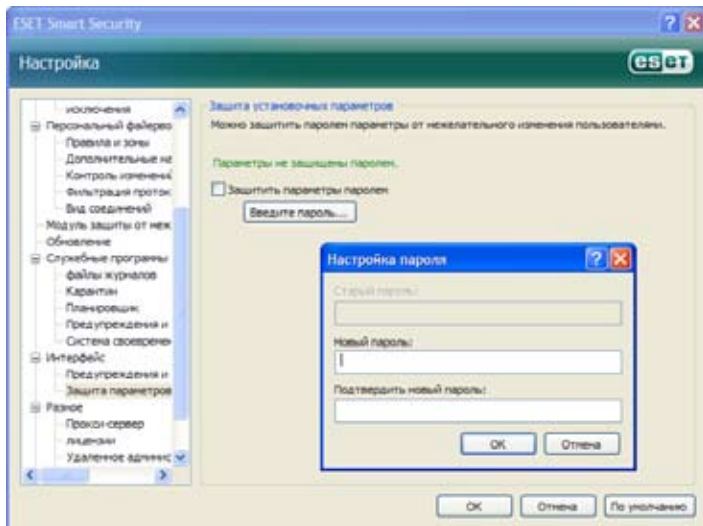 ESET Smart Security
Настройка
eset
исключения
Персональный файерво
Правила и зоны
Дополнительные на
Контроль изменений
Фильтрация проток
Вид соединений
Модуль защиты от неж
Обновление
Служебные программы
файлы журналов
Карантин
Планировщик
Предупреждения и
Система своевремен
Интерфейс
Предупреждения и
Защита параметров
Разное
Прокси-сервер
лицензии
Удаленное админис
Защита установочных параметров
Можно защитить паролем параметры от нежелательного изменения пользователями.
Параметры не защищены паролем.
Защитить параметры паролем
Введите пароль...
Настройка пароля
Старый пароль:
Новый пароль:
Подтвердить новый пароль:
OK
Отмена
OK
Отмена
По умолчанию